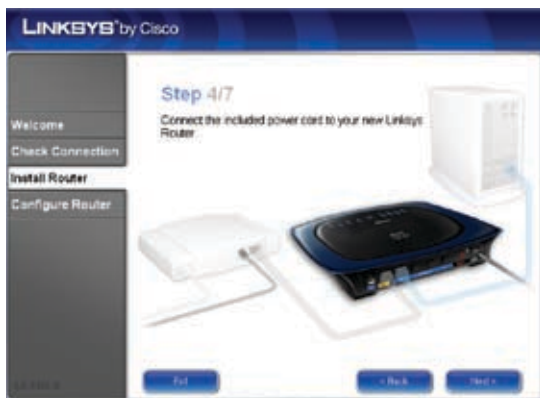 LINKSYS® by Cisco
Step 4/7
Connect the included power cord to your new Linksys
Router
Welcome
Check Connection
Install Router
Configure Router
Exit
< Back
Next >